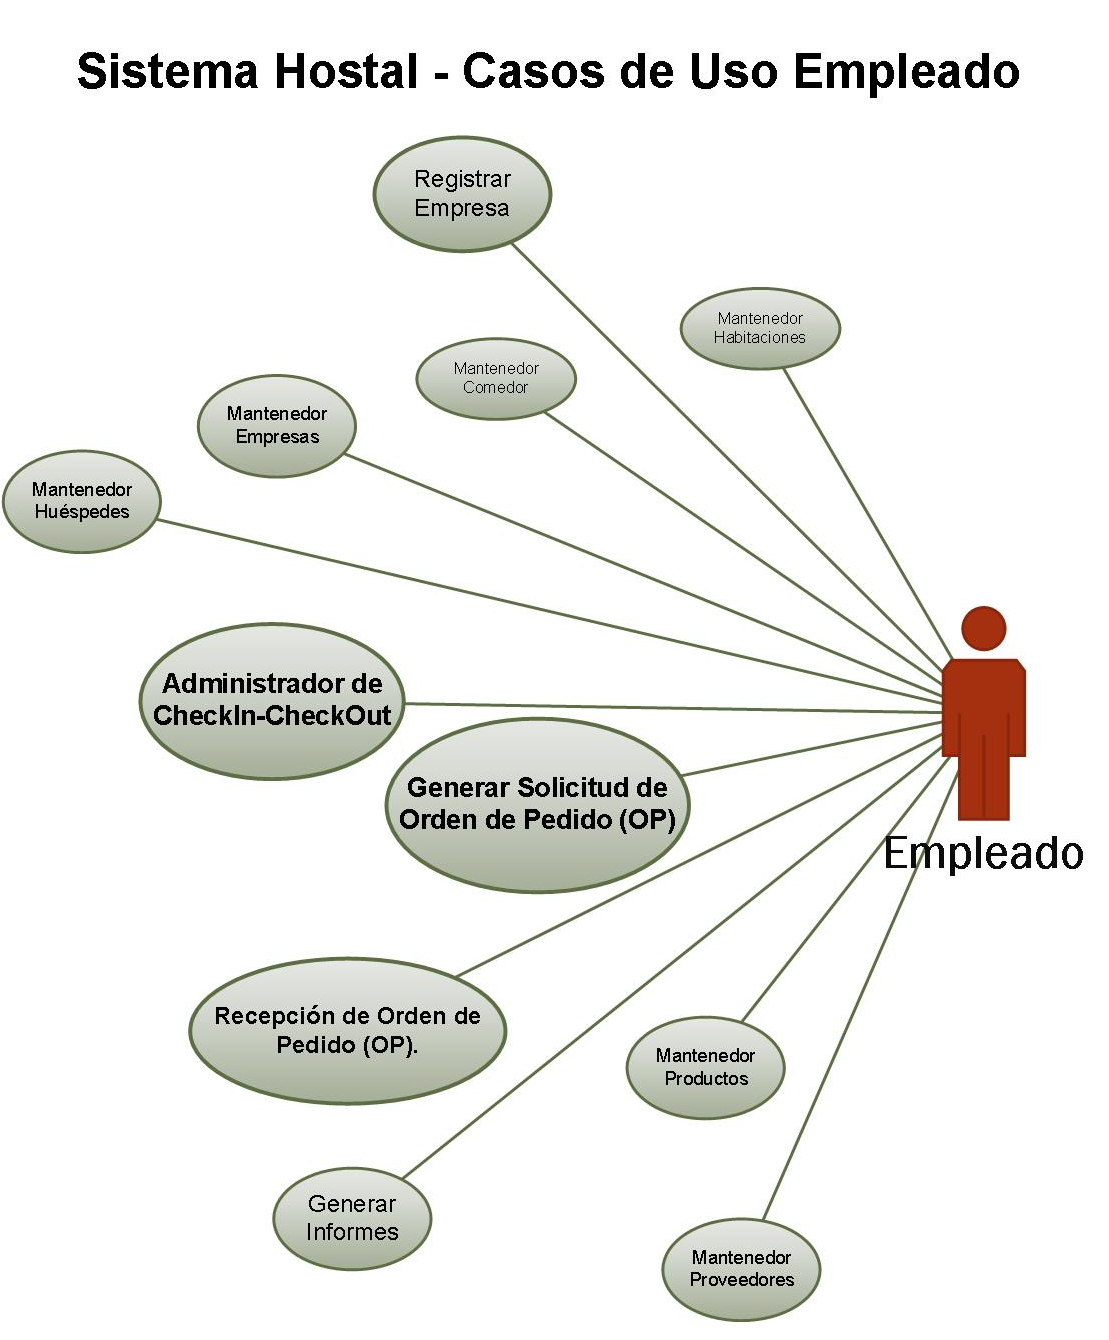 Sistema Hostal - Casos de Uso Empleado
Registrar
Empresa
Mantenedor
Habitaciones
Mantenedor
Comedor
Mantenedor
Empresas
Mantenedor
Huéspedes
Administrador de
CheckIn-CheckOut
Generar Solicitud de
Orden de Pedido (OP)
Empleado
Recepción de Orden de
Pedido (OP).
Mantenedor
Productos
Generar
Informes
Mantenedor
Proveedores